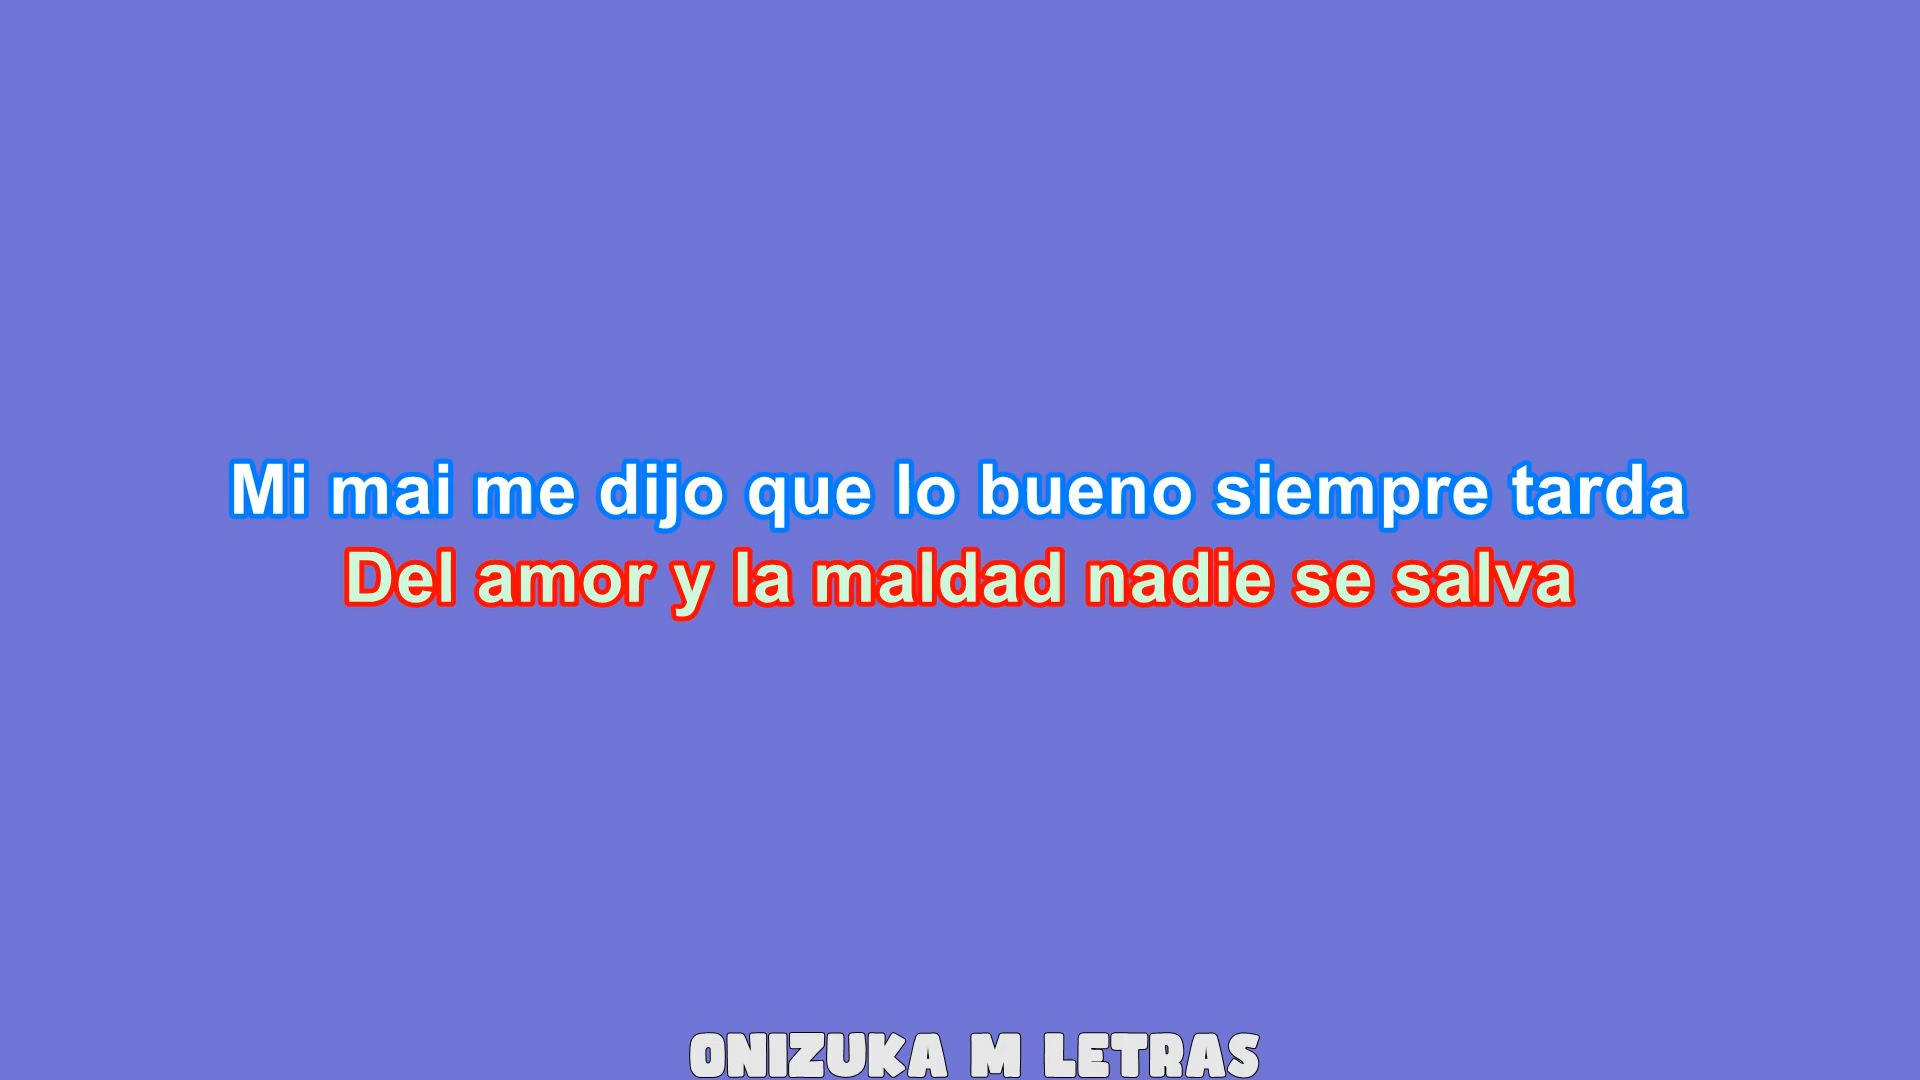 Mi mai me dijo que lo bueno siempre tarda
Del amor y la maldad nadie se salva
ONIZUKA M LETRAS